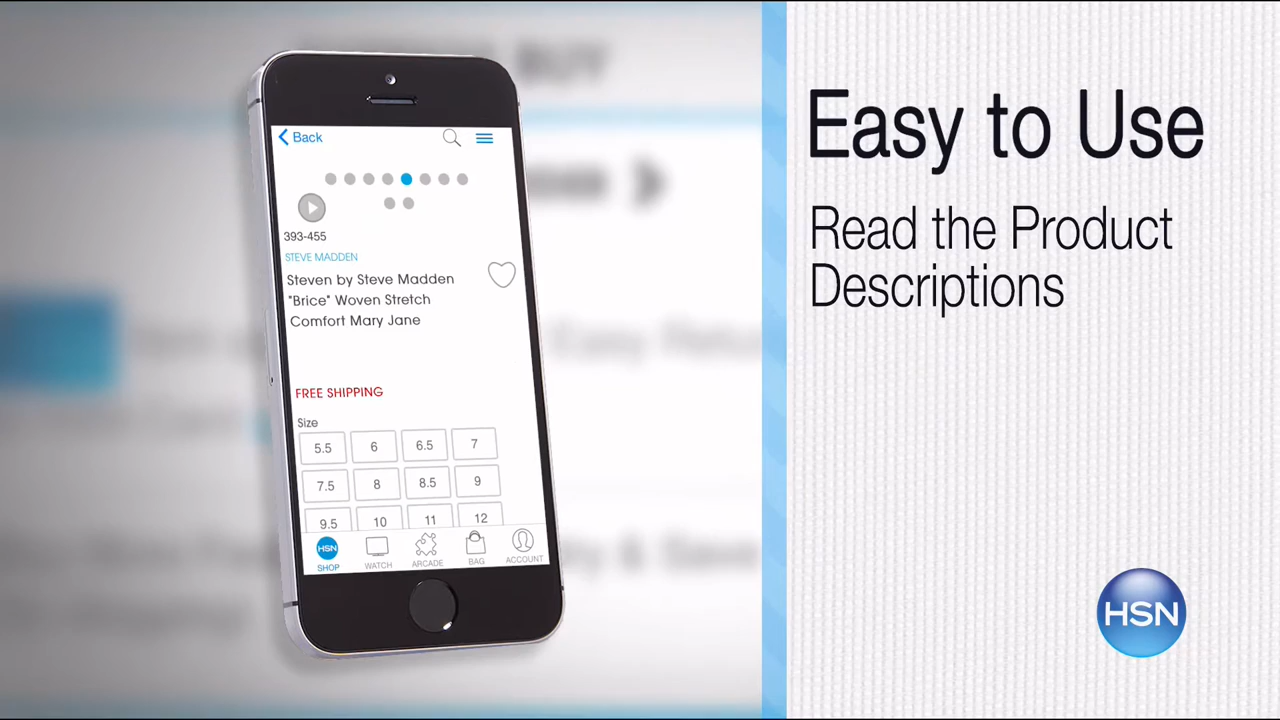 Back
393-455
STEVE MADDEN
Steven by Steve Madden
"Brice" Woven Stretch
Comfort Mary Jane
FREE SHIPPING
Size
5.5 6 6.5 7
7.5 8 8.5 9
9.5 10 11 12
HSN
SHOP WATCH ARCADE BAG ACCOUNT
BUY
Easy to Use
Read the Product
Descriptions
HSN